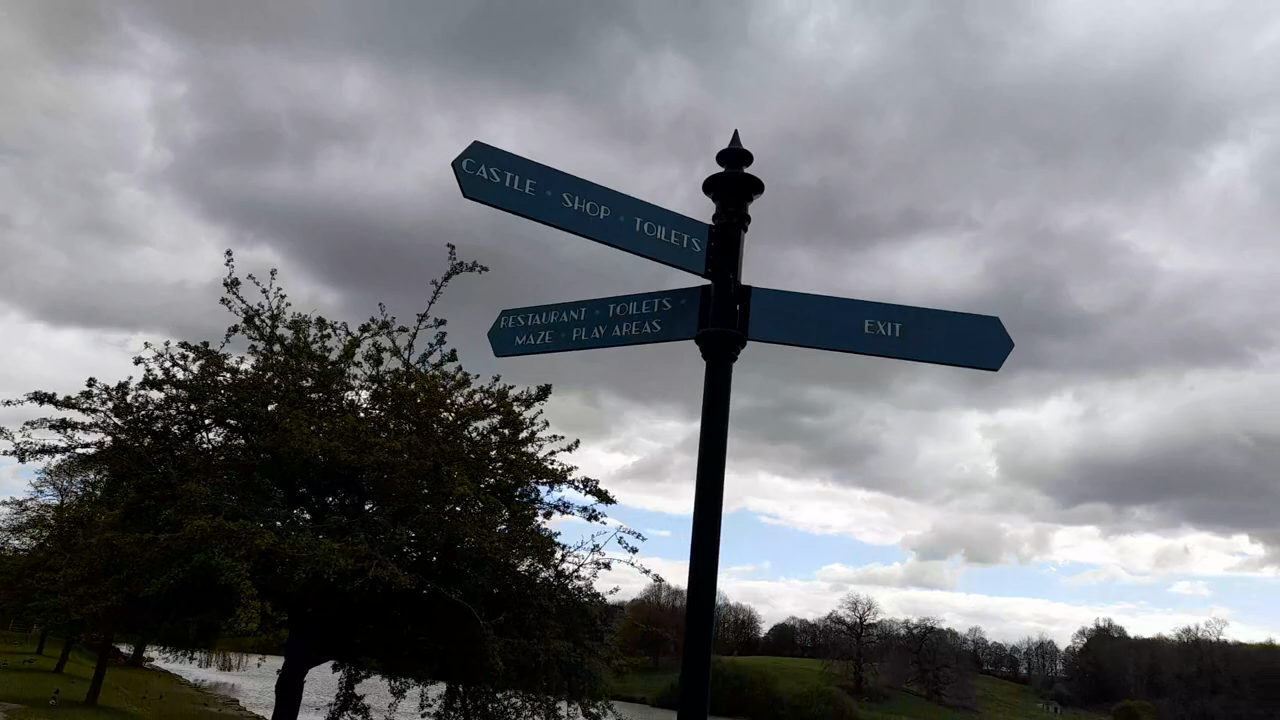 CASTLE • SHOP • TOILETS
RESTAURANT • TOILETS •
MAZE • PLAY AREAS
EXIT